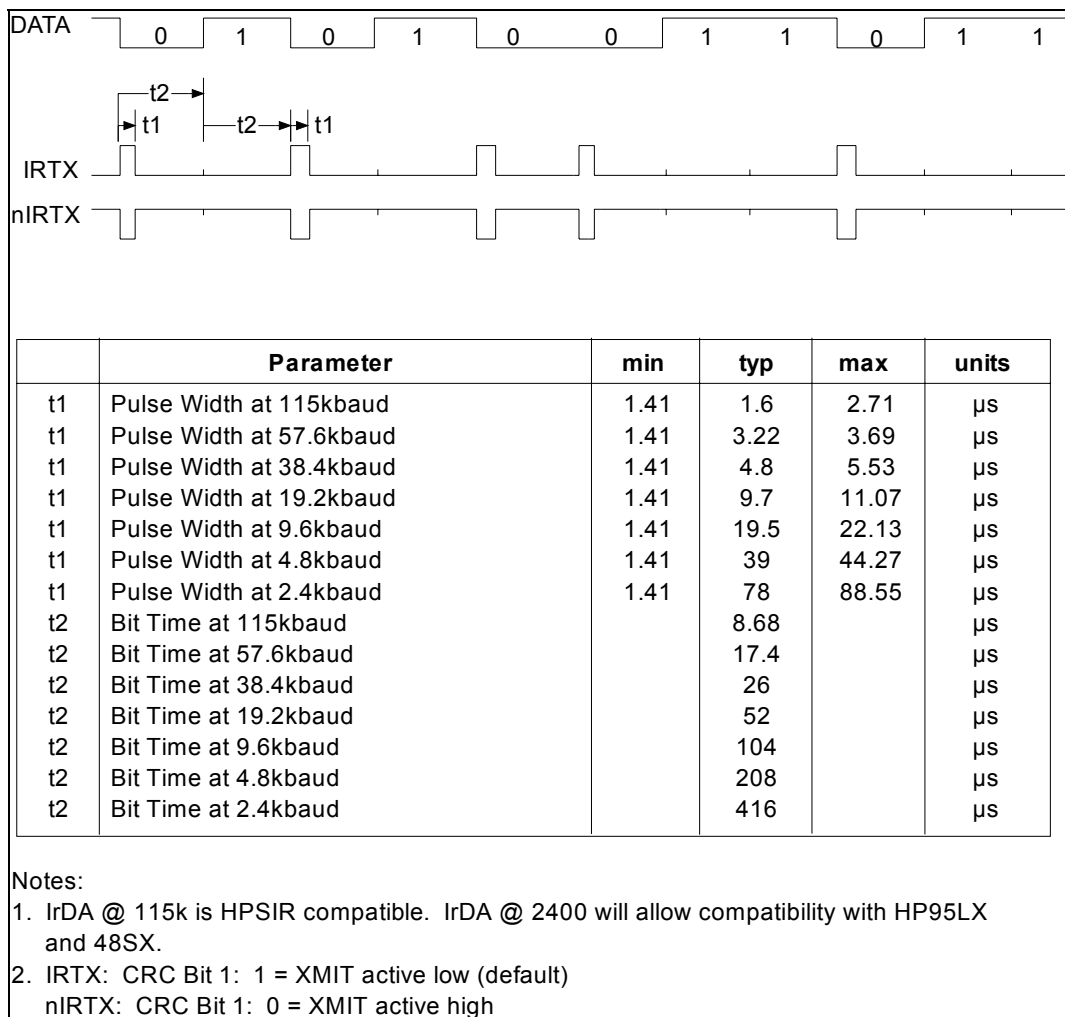 DATA 0 1 0 1 0 0 1 1 0 1 1
t2
t1 t2 t1
IRTX
nIRTX
Parameter min typ max units
t1 Pulse Width at 115kbaud 1.41 1.6 2.71 µs
t1 Pulse Width at 57.6kbaud 1.41 3.22 3.69 µs
t1 Pulse Width at 38.4kbaud 1.41 4.8 5.53 µs
t1 Pulse Width at 19.2kbaud 1.41 9.7 11.07 µs
t1 Pulse Width at 9.6kbaud 1.41 19.5 22.13 µs
t1 Pulse Width at 4.8kbaud 1.41 39 44.27 µs
t1 Pulse Width at 2.4kbaud 1.41 78 88.55 µs
t2 Bit Time at 115kbaud 8.68 µs
t2 Bit Time at 57.6kbaud 17.4 µs
t2 Bit Time at 38.4kbaud 26 µs
t2 Bit Time at 19.2kbaud 52 µs
t2 Bit Time at 9.6kbaud 104 µs
t2 Bit Time at 4.8kbaud 208 µs
t2 Bit Time at 2.4kbaud 416 µs
Notes:
1. IrDA @ 115k is HPSIR compatible. IrDA @ 2400 will allow compatibility with HP95LX
and 48SX.
2. IRTX: CRC Bit 1: 1 = XMIT active low (default)
nIRTX: CRC Bit 1: 0 = XMIT active high